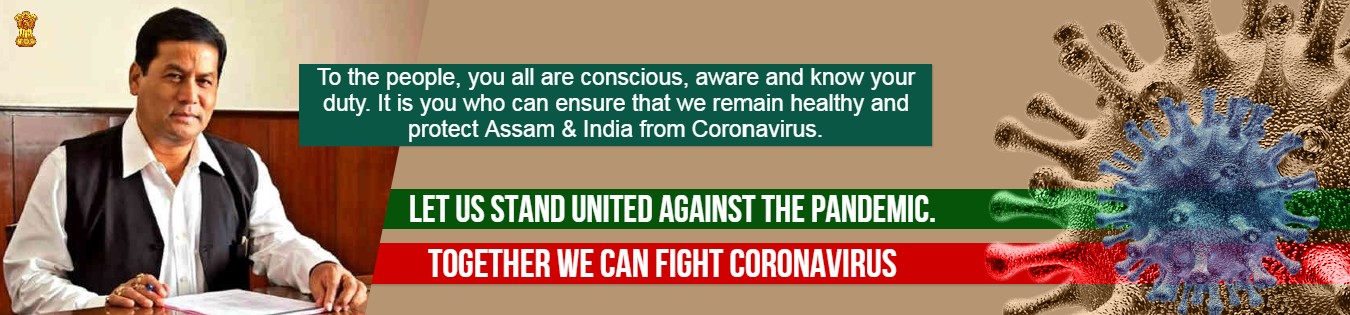 To the people, you all are conscious, aware and know your
duty. It is you who can ensure that we remain healthy and
protect Assam & India from Coronavirus.
LET US STAND UNITED AGAINST THE PANDEMIC.
TOGETHER WE CAN FIGHT CORONAVIRUS